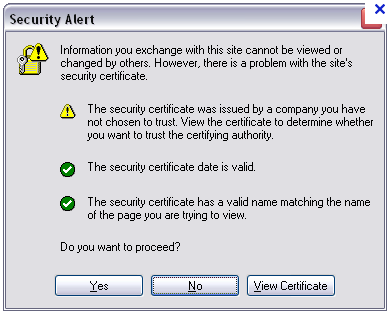 Security Alert
Information you exchange with this site cannot be viewed or
changed by others. However, there is a problem with the site's
security certificate.
The security certificate was issued by a company you have
not chosen to trust. View the certificate to determine whether
you want to trust the certifying authority.
The security certificate date is valid.
The security certificate has a valid name matching the name
of the page you are trying to view.
Do you want to proceed?
Yes No View Certificate